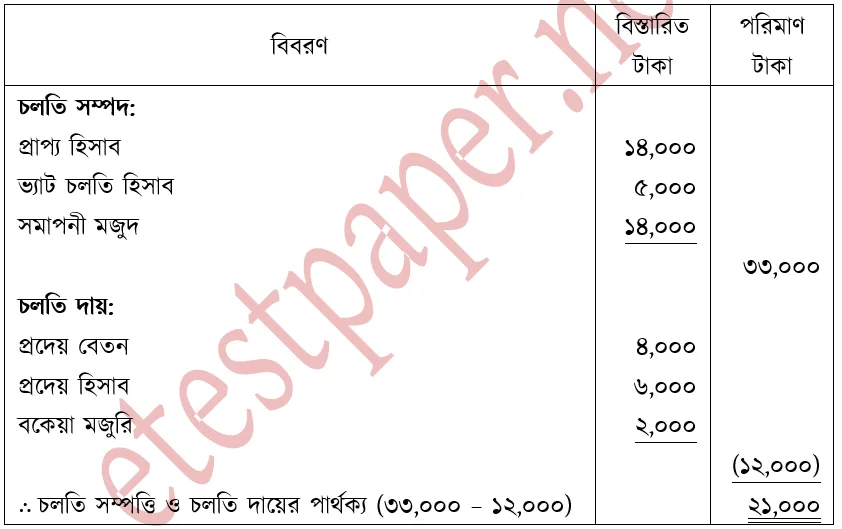 বিবরণ
বিস্তারিত
টাকা
পরিমাণ
টাকা
চলতি সম্পদ:
প্রাপ্য হিসাব ১৪,০০০
ভ্যাট চলতি হিসাব ৫,০০০
সমাপনী মজুদ ১৪,০০০
৩৩,০০০
চলতি দায়:
প্রদেয় বেতন ৪,০০০
প্রদেয় হিসাব ৬,০০০
বকেয়া মজুরি ২,০০০
(১২,০০০)
∴ চলতি সম্পত্তি ও চলতি দায়ের পার্থক্য (৩৩,০০০ – ১২,০০০) ২১,০০০
etestpaper.ne